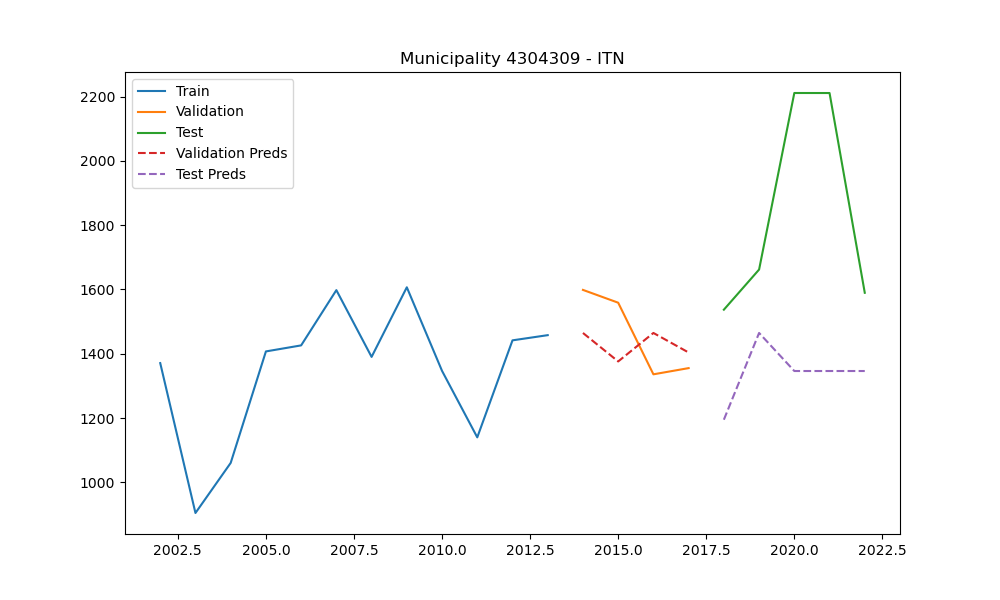 Municipality 4304309 - ITN
Train
Validation
Test
Validation Preds
Test Preds
2200
2000
1800
1600
1400
1200
1000
2002.5 2005.0 2007.5 2010.0 2012.5 2015.0 2017.5 2020.0 2022.5